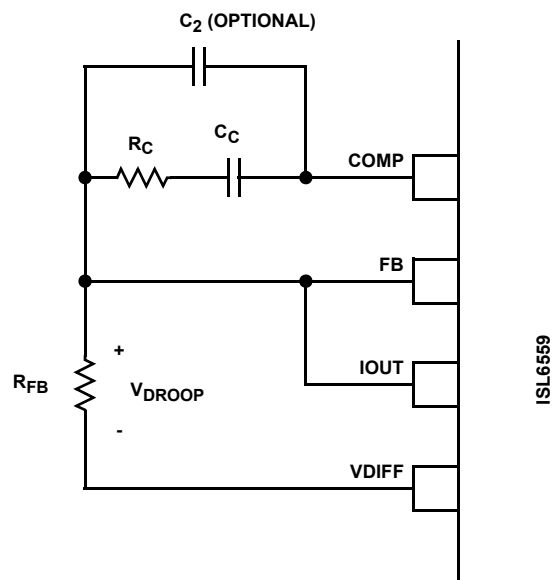 C2 (OPTIONAL)
RC
CC
COMP
FB
+
RFB
VDROOP
-
IOUT
VDIFF
ISL6559